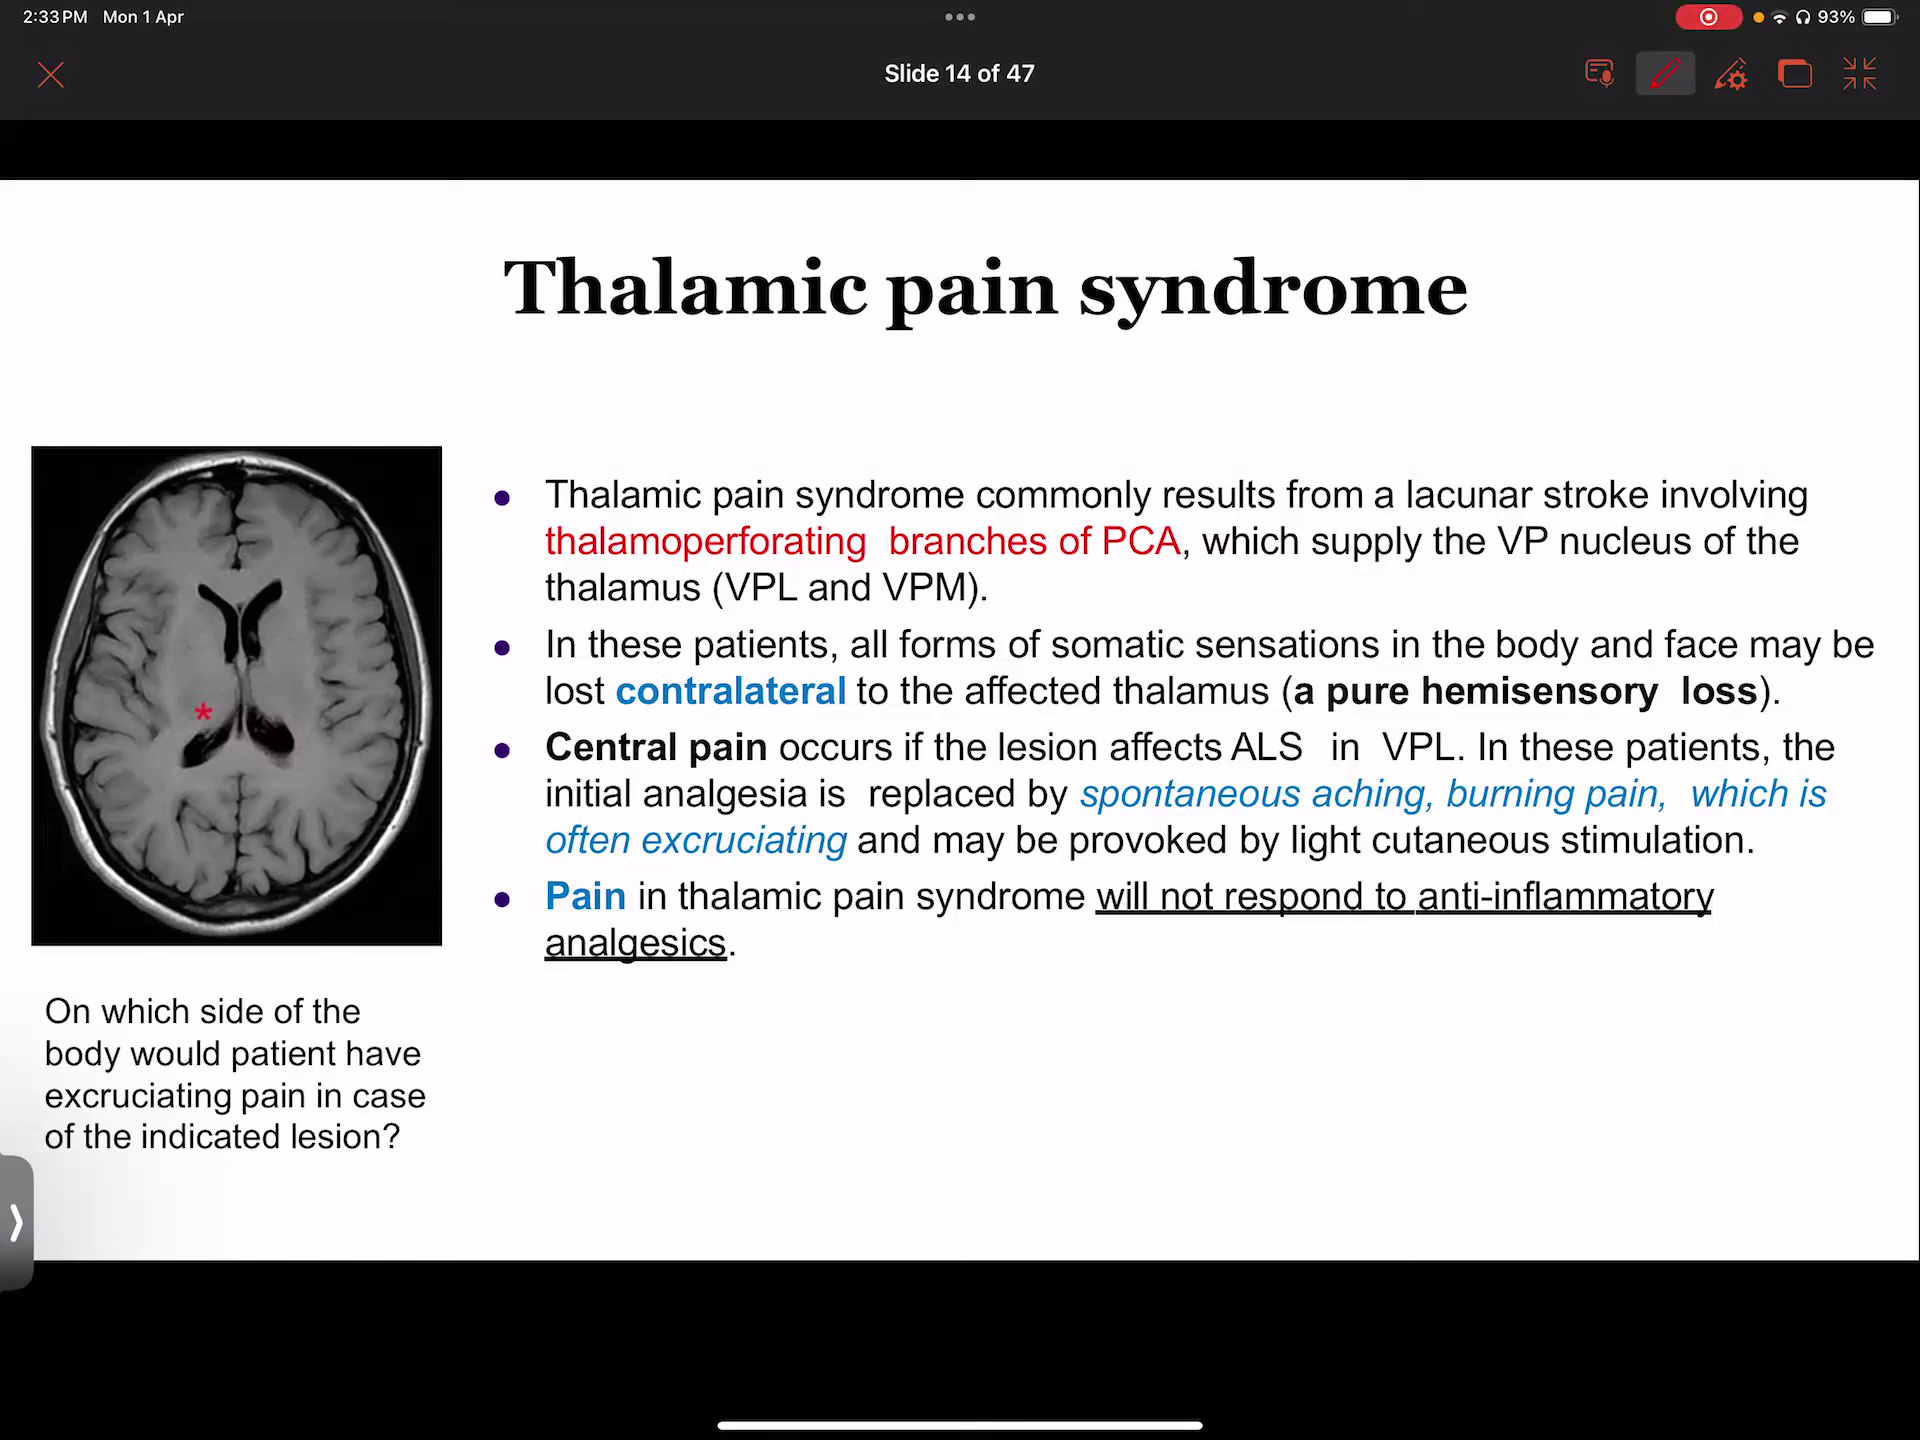 2:33 PM Mon 1 Apr
93%
Slide 14 of 47
Thalamic pain syndrome
• Thalamic pain syndrome commonly results from a lacunar stroke involving
thalamoperforating branches of PCA, which supply the VP nucleus of the
thalamus (VPL and VPM).
• In these patients, all forms of somatic sensations in the body and face may be
lost contralateral to the affected thalamus (a pure hemisensory loss).
• Central pain occurs if the lesion affects ALS in VPL. In these patients, the
initial analgesia is replaced by spontaneous aching, burning pain, which is
often excruciating and may be provoked by light cutaneous stimulation.
• Pain in thalamic pain syndrome will not respond to anti-inflammatory
analgesics.
*
On which side of the
body would patient have
excruciating pain in case
of the indicated lesion?